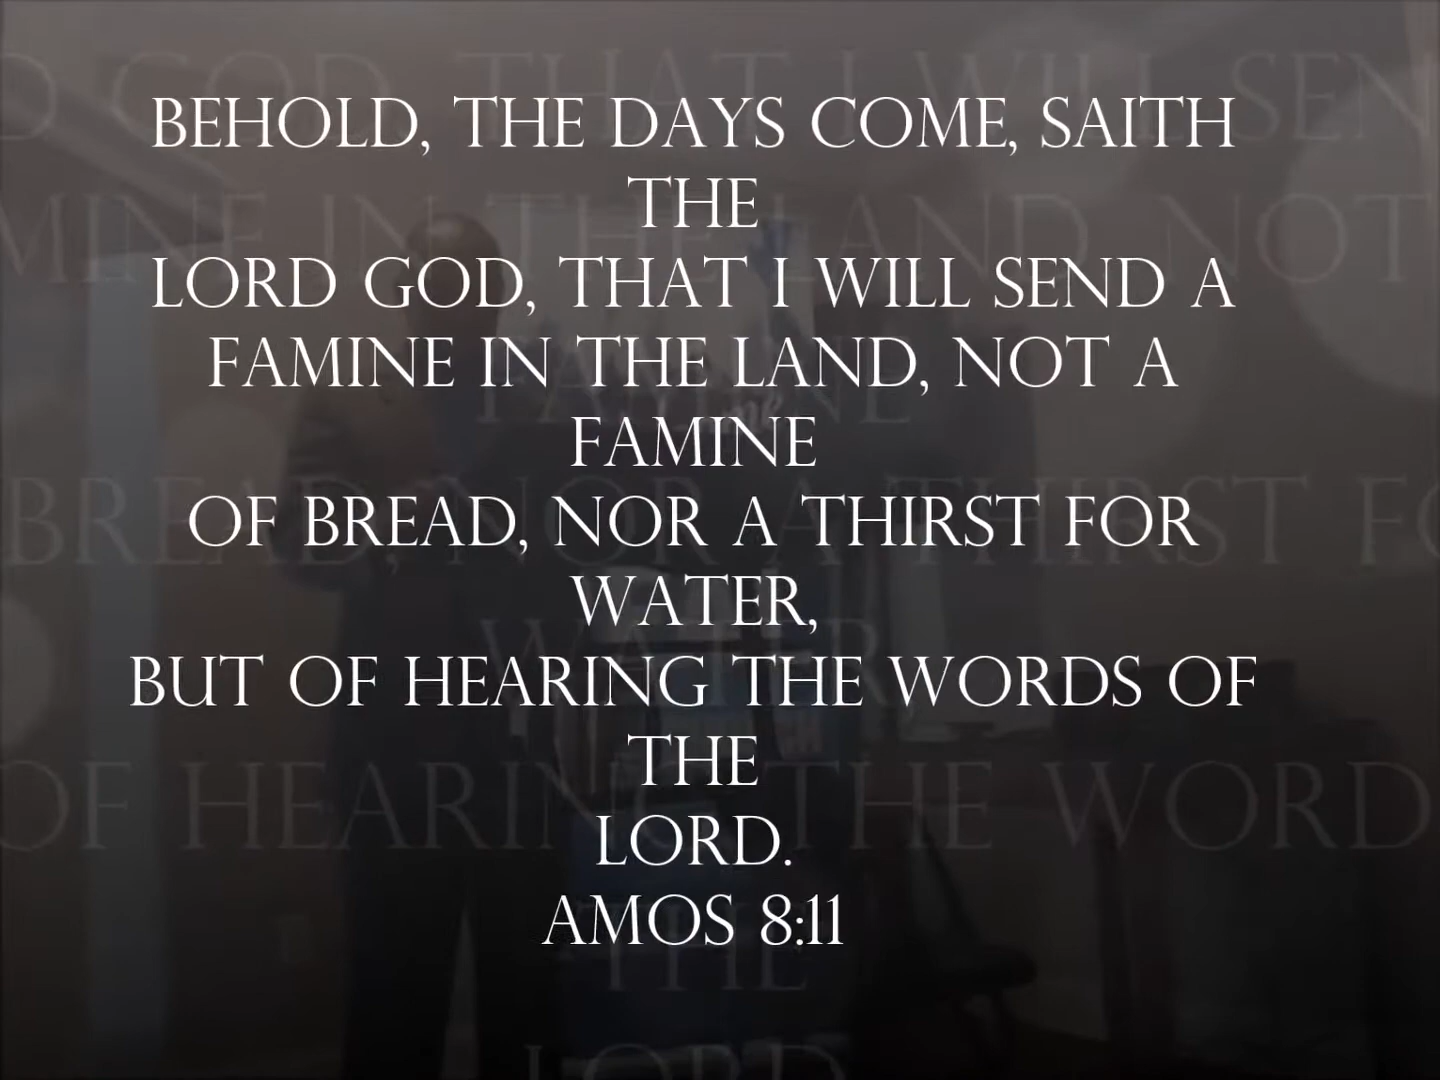 BEHOLD, THE DAYS COME, SAITH
THE
LORD GOD, THAT I WILL SEND A
FAMINE IN THE LAND, NOT A
FAMINE
OF BREAD, NOR A THIRST FOR
WATER,
BUT OF HEARING THE WORDS OF
THE
LORD.
AMOS 8:11